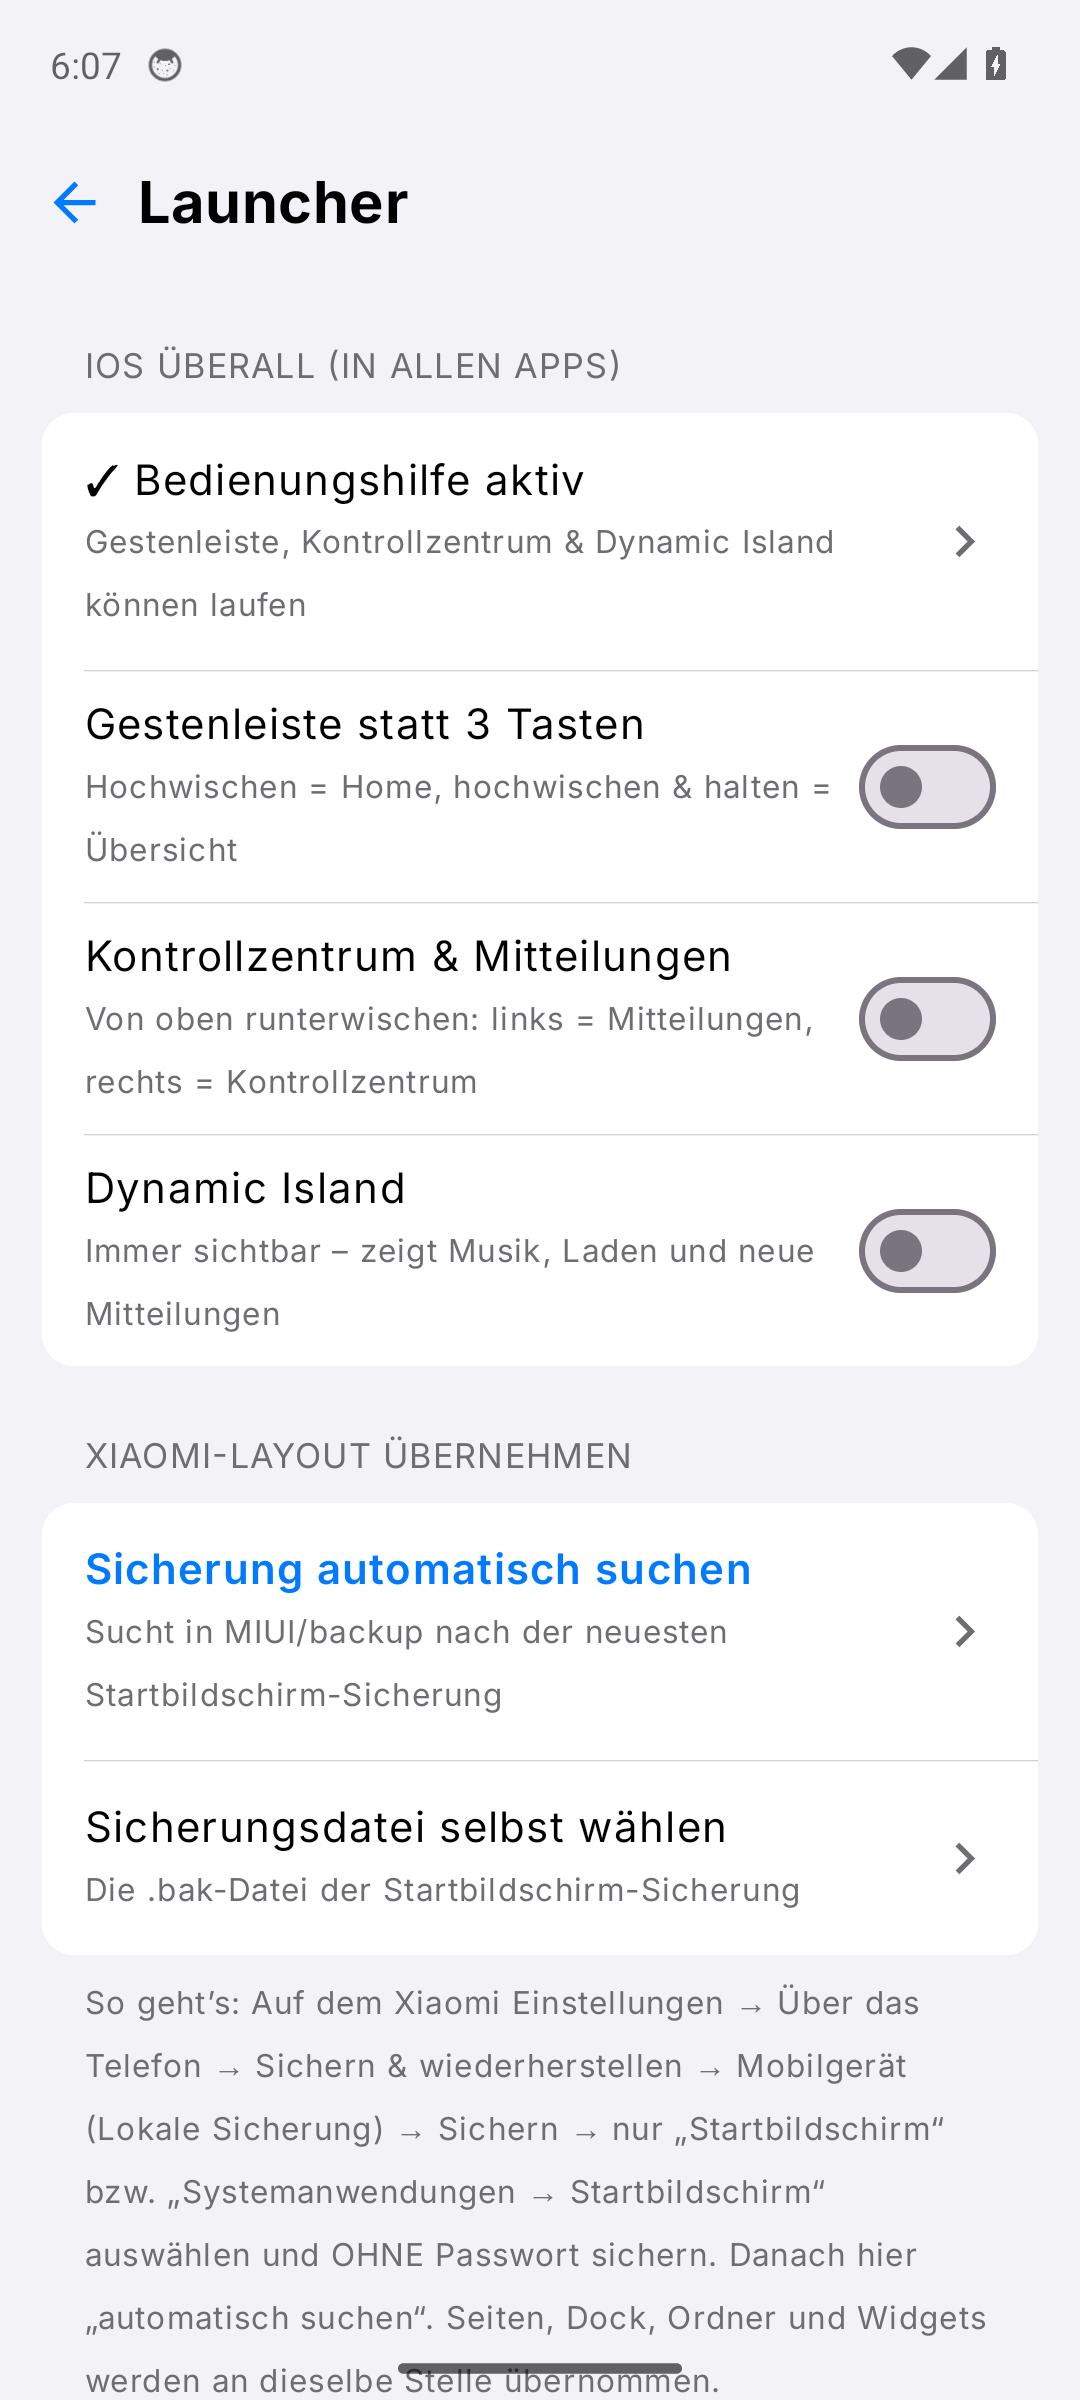 6:07
Launcher
IOS ÜBERALL (IN ALLEN APPS)
✓ Bedienungshilfe aktiv
Gestenleiste, Kontrollzentrum & Dynamic Island
können laufen
Gestenleiste statt 3 Tasten
Hochwischen = Home, hochwischen & halten =
Übersicht
Kontrollzentrum & Mitteilungen
Von oben runterwischen: links = Mitteilungen,
rechts = Kontrollzentrum
Dynamic Island
Immer sichtbar – zeigt Musik, Laden und neue
Mitteilungen
XIAOMI-LAYOUT ÜBERNEHMEN
Sicherung automatisch suchen
Sucht in MIUI/backup nach der neuesten
Startbildschirm-Sicherung
Sicherungsdatei selbst wählen
Die .bak-Datei der Startbildschirm-Sicherung
So geht’s: Auf dem Xiaomi Einstellungen → Über das
Telefon → Sichern & wiederherstellen → Mobilgerät
(Lokale Sicherung) → Sichern → nur „Startbildschirm“
bzw. „Systemanwendungen → Startbildschirm“
auswählen und OHNE Passwort sichern. Danach hier
„automatisch suchen“. Seiten, Dock, Ordner und Widgets
werden an dieselbe Stelle übernommen.